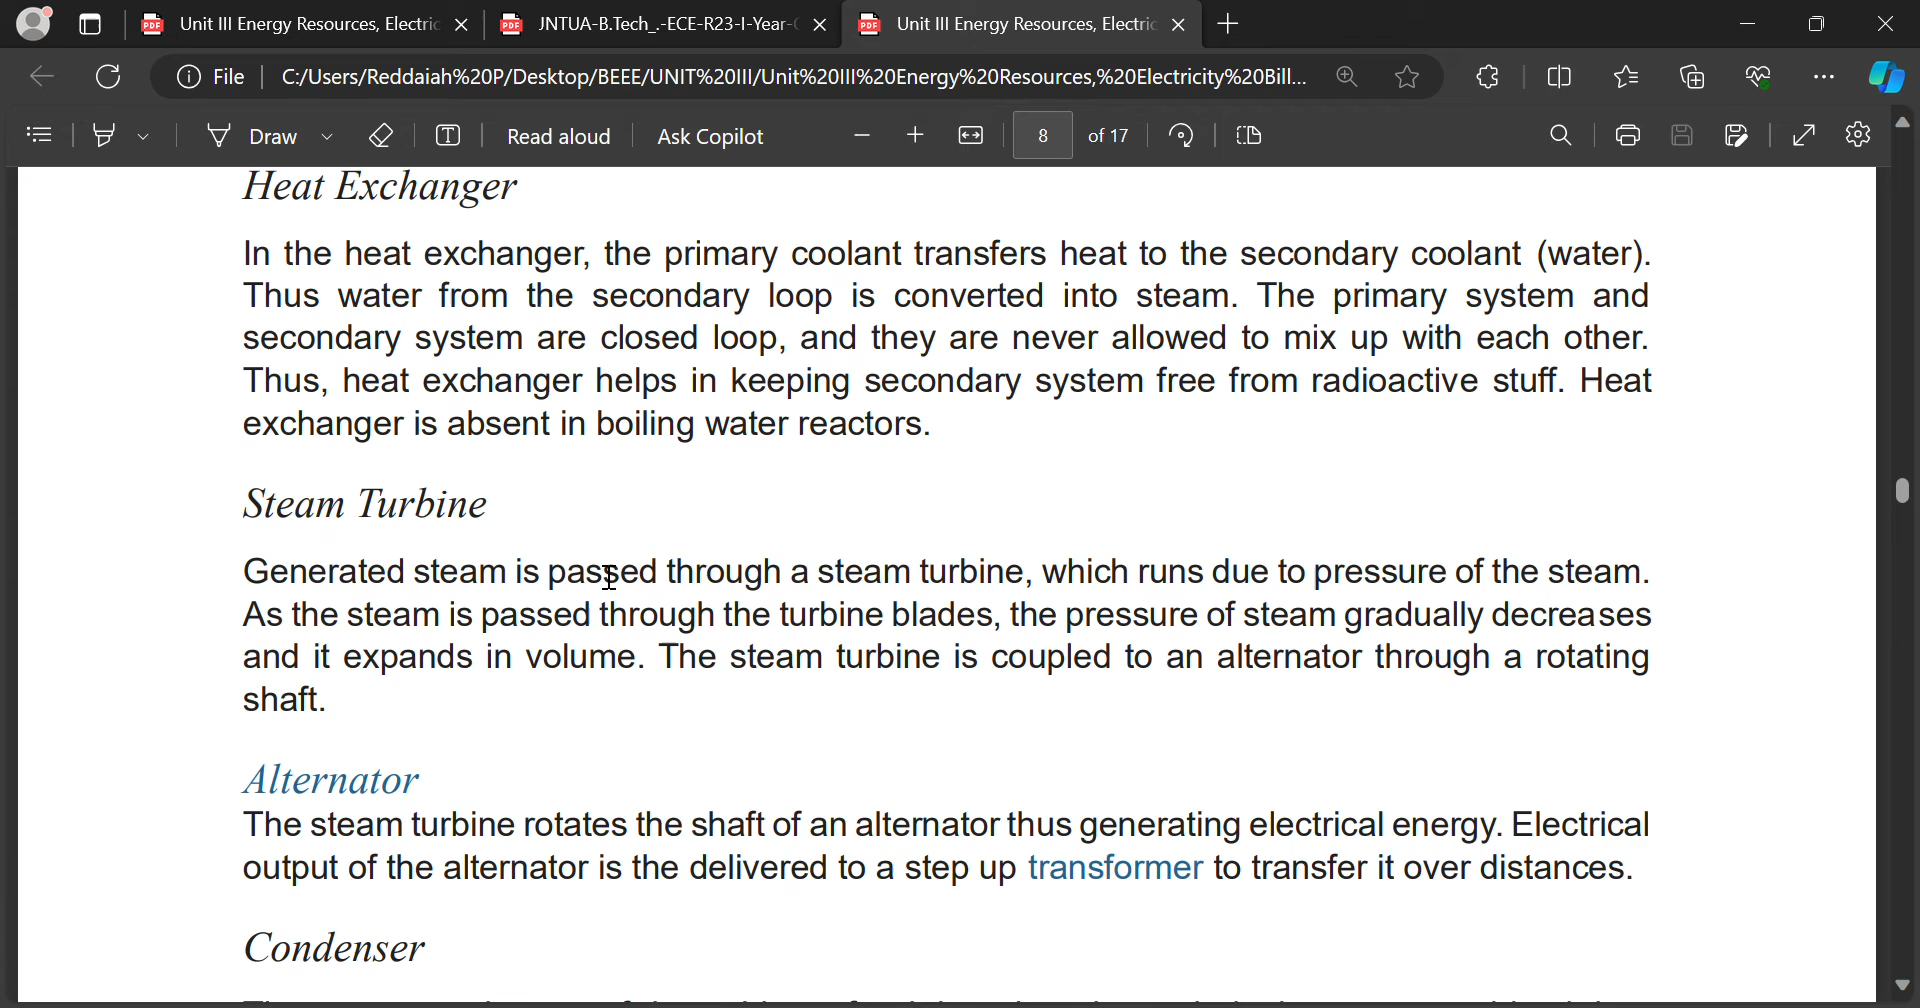 Unit III Energy Resources, Electric
JNTUA-B.Tech_.-ECE-R23-I-Year-
Unit III Energy Resources, Electric
File
C:/Users/Reddaiah%20P/Desktop/BEEE/UNIT%20III/Unit%20III%20Energy%20Resources,%20Electricity%20Bill...
Draw
Read aloud
Ask Copilot
8 of 17
Heat Exchanger
In the heat exchanger, the primary coolant transfers heat to the secondary coolant (water).
Thus water from the secondary loop is converted into steam. The primary system and
secondary system are closed loop, and they are never allowed to mix up with each other.
Thus, heat exchanger helps in keeping secondary system free from radioactive stuff. Heat
exchanger is absent in boiling water reactors.
Steam Turbine
Generated steam is passed through a steam turbine, which runs due to pressure of the steam.
As the steam is passed through the turbine blades, the pressure of steam gradually decreases
and it expands in volume. The steam turbine is coupled to an alternator through a rotating
shaft.
Alternator
The steam turbine rotates the shaft of an alternator thus generating electrical energy. Electrical
output of the alternator is the delivered to a step up transformer to transfer it over distances.
Condenser